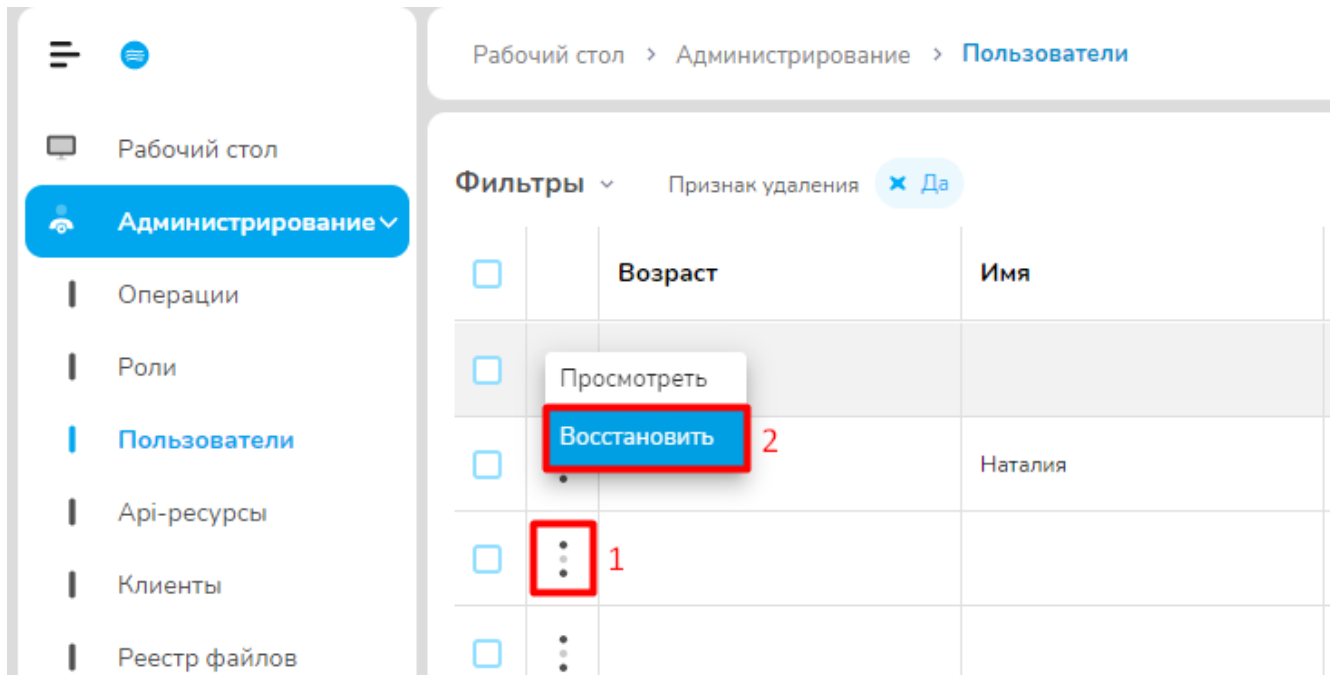 Рабочий стол > Администрирование > Пользователи
Рабочий стол
Администрирование
Операции
Роли
Пользователи
Api-ресурсы
Клиенты
Реестр файлов
Фильтры Признак удаления × Да
Возраст Имя
Просмотреть
Восстановить 2
Наталия
1